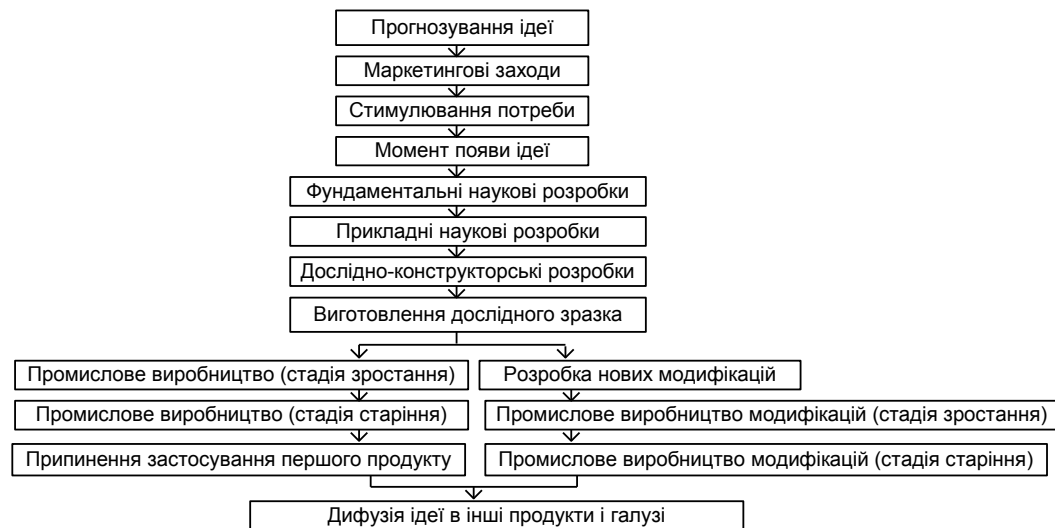 Прогнозування ідеї
Маркетингові заходи
Стимулювання потреби
Момент появи ідеї
Фундаментальні наукові розробки
Прикладні наукові розробки
Дослідно-конструкторські розробки
Виготовлення дослідного зразка
Промислове виробництво (стадія зростання)
Розробка нових модифікацій
Промислове виробництво (стадія старіння)
Промислове виробництво модифікацій (стадія зростання)
Припинення застосування першого продукту
Промислове виробництво модифікацій (стадія старіння)
Дифузія ідеї в інші продукти і галузі